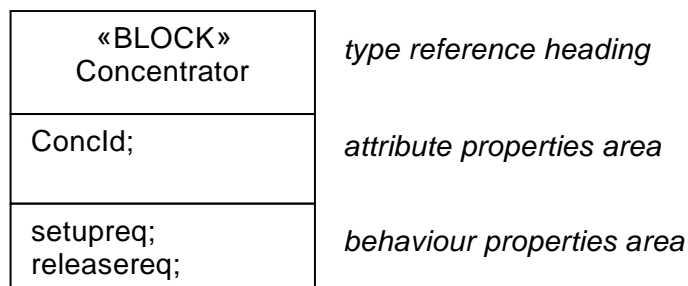 «BLOCK»
Concentrator
type reference heading
ConcId;
attribute properties area
setupreq;
releasereq;
behaviour properties area